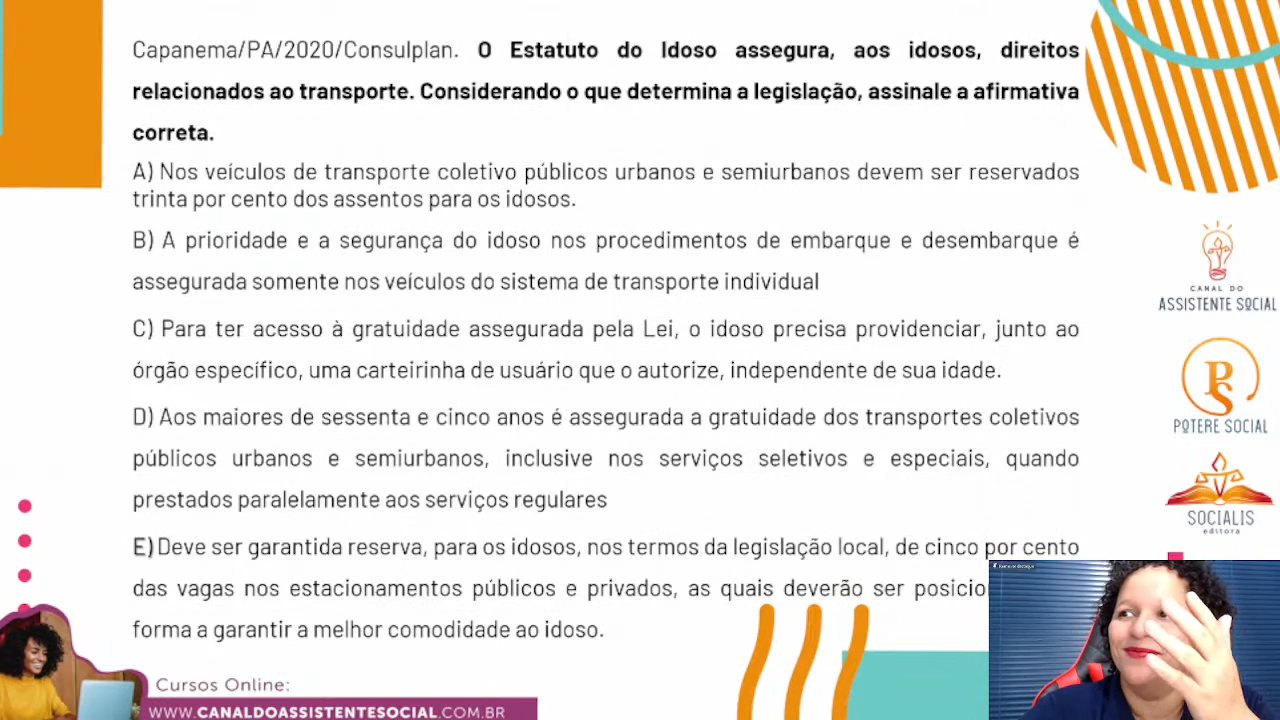 Capanema/PA/2020/Consulplan. O Estatuto do Idoso assegura, aos idosos, direitos
relacionados ao transporte. Considerando o que determina a legislação, assinale a afirmativa
correta.
A) Nos veículos de transporte coletivo públicos urbanos e semiurbanos devem ser reservados
trinta por cento dos assentos para os idosos.
B) A prioridade e a segurança do idoso nos procedimentos de embarque e desembarque é
assegurada somente nos veículos do sistema de transporte individual
C) Para ter acesso à gratuidade assegurada pela Lei, o idoso precisa providenciar, junto ao
órgão específico, uma carteirinha de usuário que o autorize, independente de sua idade.
D) Aos maiores de sessenta e cinco anos é assegurada a gratuidade dos transportes coletivos
públicos urbanos e semiurbanos, inclusive nos serviços seletivos e especiais, quando
prestados paralelamente aos serviços regulares
E) Deve ser garantida reserva, para os idosos, nos termos da legislação local, de cinco por cento
das vagas nos estacionamentos públicos e privados, as quais deverão ser posicio
forma a garantir a melhor comodidade ao idoso.
CANAL DO
ASSISTENTE SOCIAL
PS
POTERE SOCIAL
SOCIALIS
editora
Remover destaque
Cursos Online:
WWW.CANALDOASSISTENTESOCIAL.COM.BR